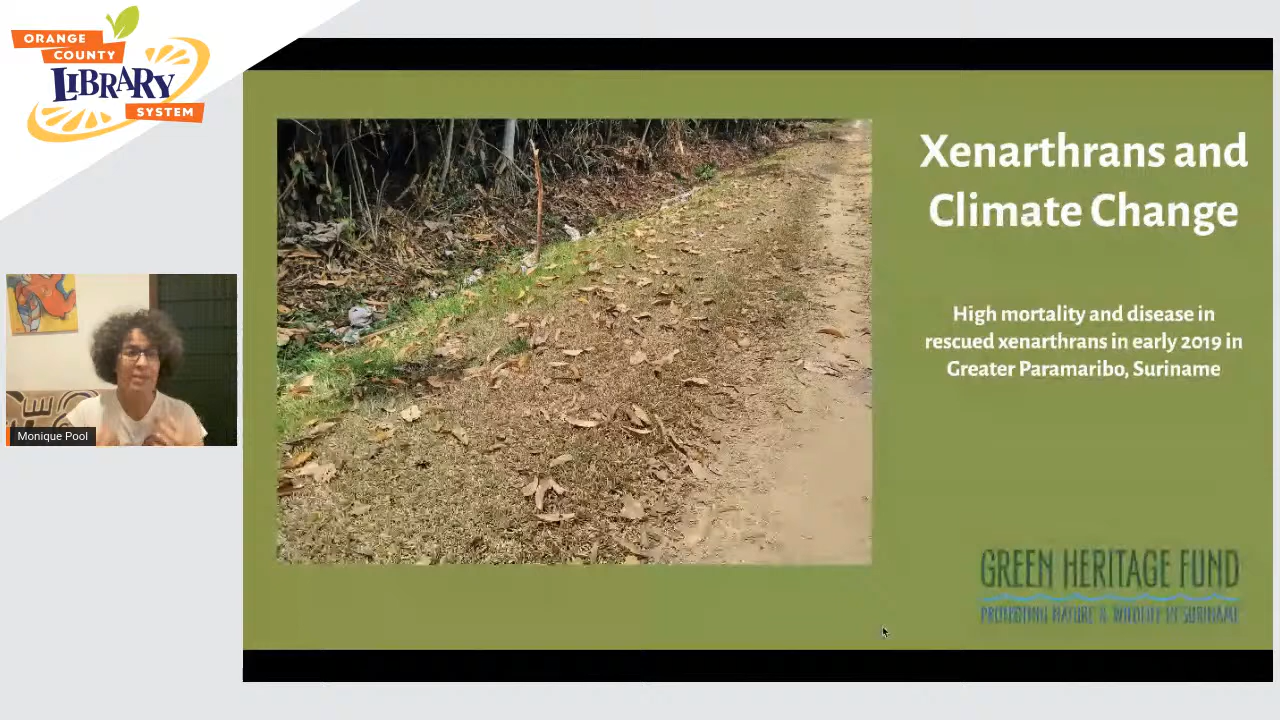 ORANGE
COUNTY
LIBRARY
SYSTEM
Xenarthrans and
Climate Change
High mortality and disease in
rescued xenarthrans in early 2019 in
Greater Paramaribo, Suriname
Monique Pool
GREEN HERITAGE FUND
PROTECTING NATURE & WILDLIFE IN SURINAME